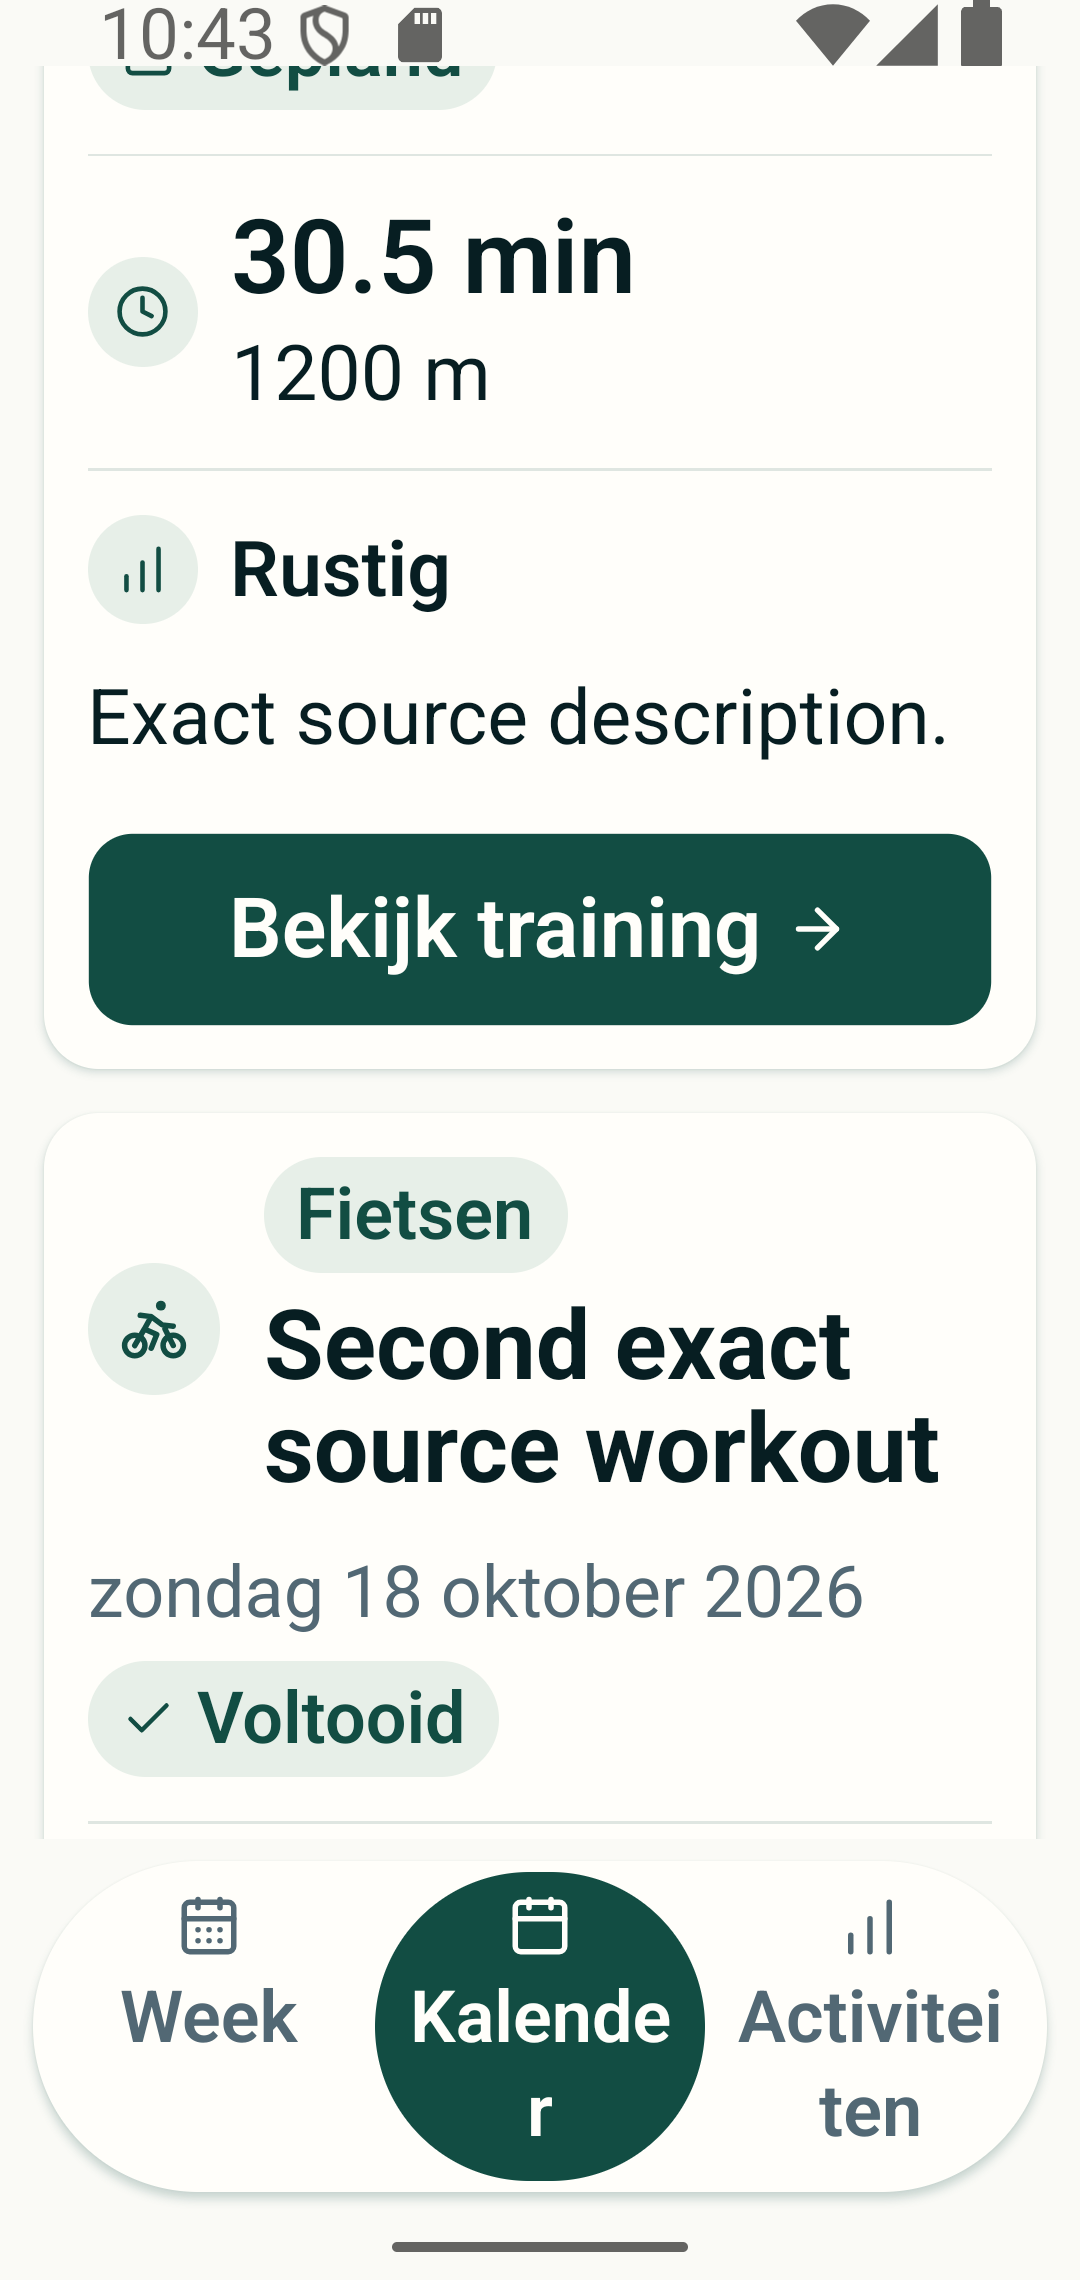 10:43
Gepland
30.5 min
1200 m
Rustig
Exact source description.
Bekijk training
Fietsen
Second exact
source workout
zondag 18 oktober 2026
Voltooid
Week
Kalende
r
Activitei
ten